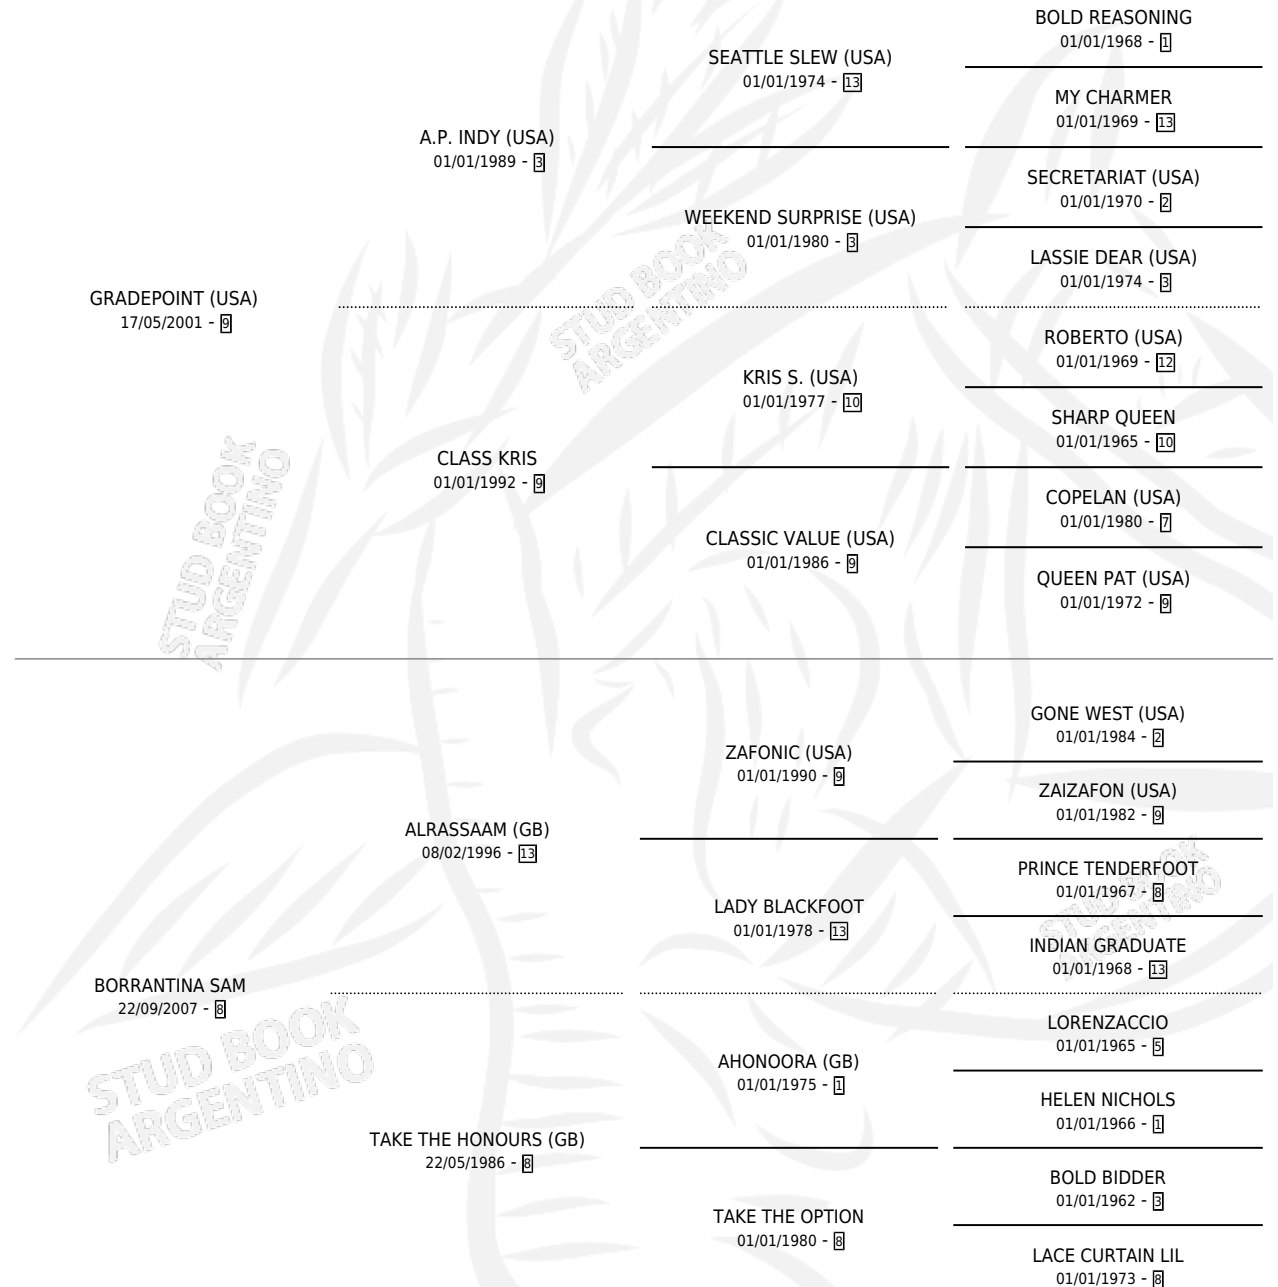 BOLD REASONING
01/01/1968 - 1
SEATTLE SLEW (USA)
01/01/1974 - 13
MY CHARMER
01/01/1969 - 13
A.P. INDY (USA)
01/01/1989 - 3
SECRETARIAT (USA)
01/01/1970 - 2
WEEKEND SURPRISE (USA)
01/01/1980 - 3
LASSIE DEAR (USA)
01/01/1974 - 3
GRADEPOINT (USA)
17/05/2001 - 9
ROBERTO (USA)
01/01/1969 - 12
KRIS S. (USA)
01/01/1977 - 10
SHARP QUEEN
01/01/1965 - 10
CLASS KRIS
01/01/1992 - 9
COPELAN (USA)
01/01/1980 - 7
CLASSIC VALUE (USA)
01/01/1986 - 9
QUEEN PAT (USA)
01/01/1972 - 9
GONE WEST (USA)
01/01/1984 - 2
ZAFONIC (USA)
01/01/1990 - 9
ZAIZAFON (USA)
01/01/1982 - 9
ALRASSAAM (GB)
08/02/1996 - 13
PRINCE TENDERFOOT
01/01/1967 - 8
LADY BLACKFOOT
01/01/1978 - 13
INDIAN GRADUATE
01/01/1968 - 13
BORRANTINA SAM
22/09/2007 - 8
LORENZACCIO
01/01/1965 - 5
AHONOORA (GB)
01/01/1975 - 1
HELEN NICHOLS
01/01/1966 - 1
TAKE THE HONOURS (GB)
22/05/1986 - 8
BOLD BIDDER
01/01/1962 - 3
TAKE THE OPTION
01/01/1980 - 8
LACE CURTAIN LIL
01/01/1973 - 8
STUD BOOK
ARGENTINO
STUD BOOK
ARGENTINO
STUD BOOK
ARGENTINO
STUD BOOK
ARGENTINO